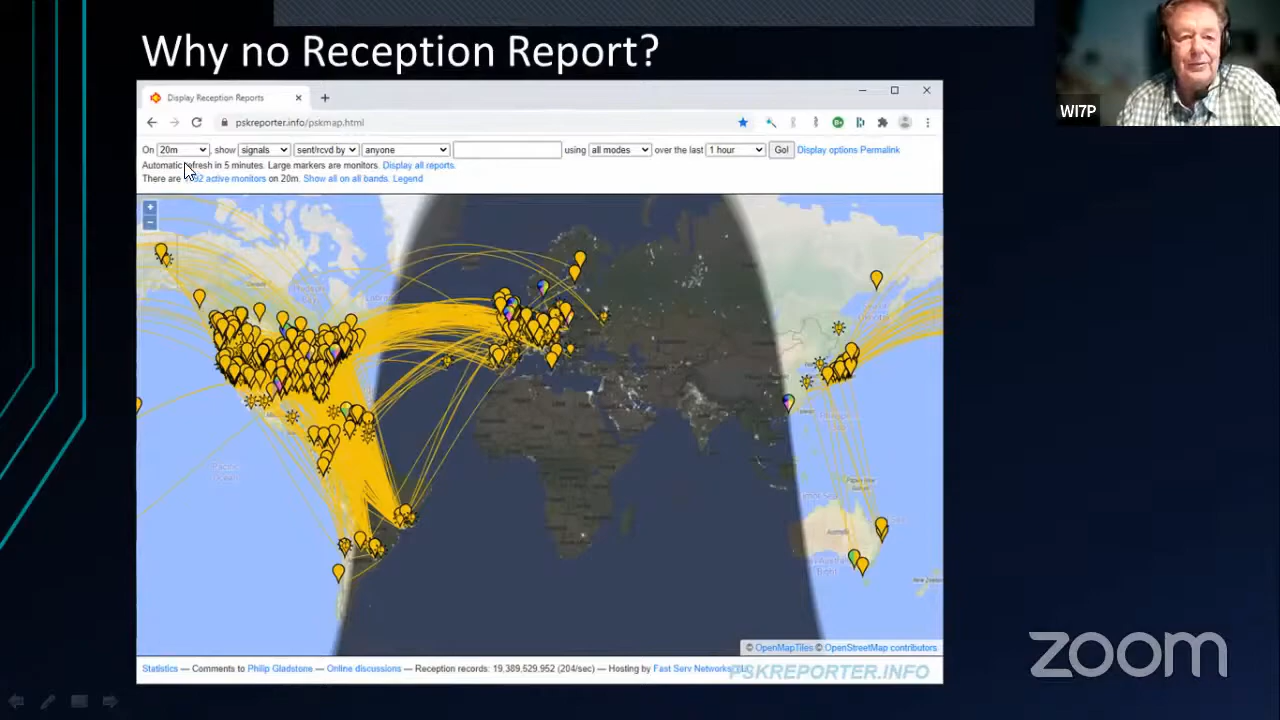 Why no Reception Report?
WI7P
Display Reception Reports
pskreporter.info/pskmap.html
On 20m , show signals sent/rcvd by anyone using all modes over the last 1 hour Go! Display options Permalink
Automatic refresh in 5 minutes. Large markers are monitors. Display all reports.
There are active monitors on 20m. Show all on all bands. Legend
+
−
Pacific
Ocean
© OpenMapTiles © OpenStreetMap contributors
Statistics — Comments to Philip Gladstone — Online discussions — Reception records: 19,389,529,952 (204/sec) — Hosting by Fast Serv Networks,
PSKREPORTER.INFO
zoom